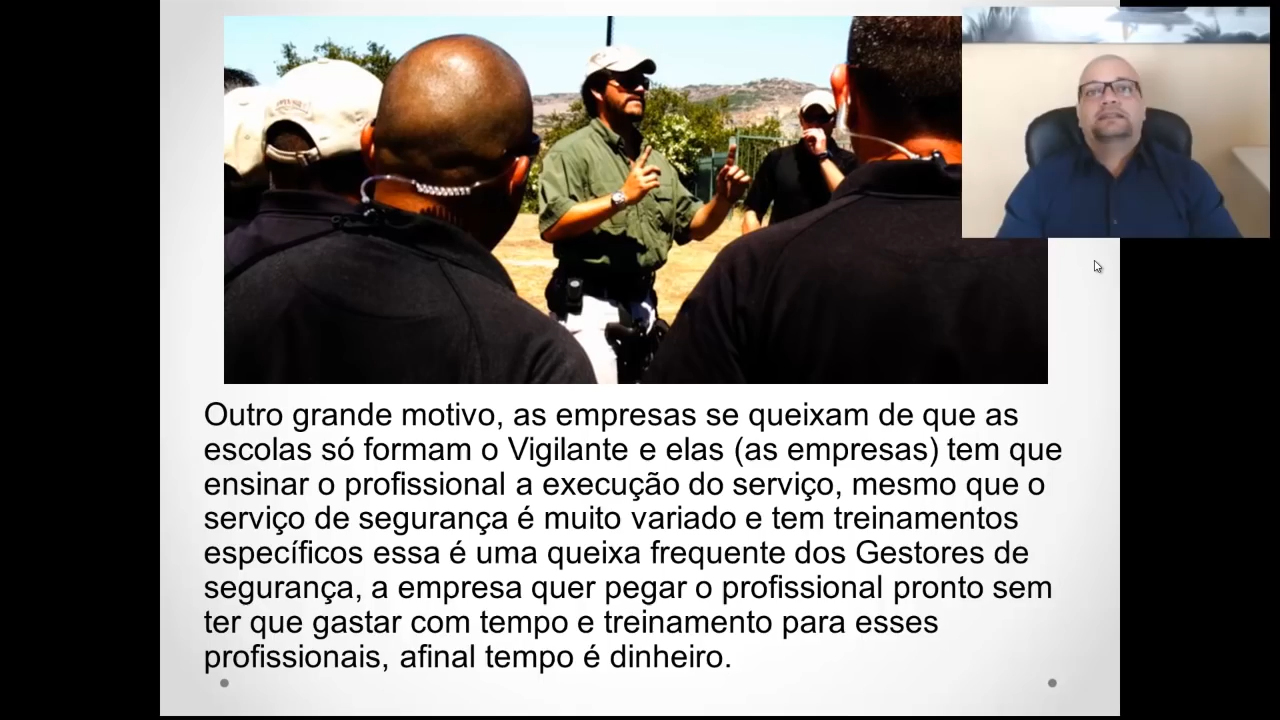 Outro grande motivo, as empresas se queixam de que as
escolas só formam o Vigilante e elas (as empresas) tem que
ensinar o profissional a execução do serviço, mesmo que o
serviço de segurança é muito variado e tem treinamentos
específicos essa é uma queixa frequente dos Gestores de
segurança, a empresa quer pegar o profissional pronto sem
ter que gastar com tempo e treinamento para esses
profissionais, afinal tempo é dinheiro.